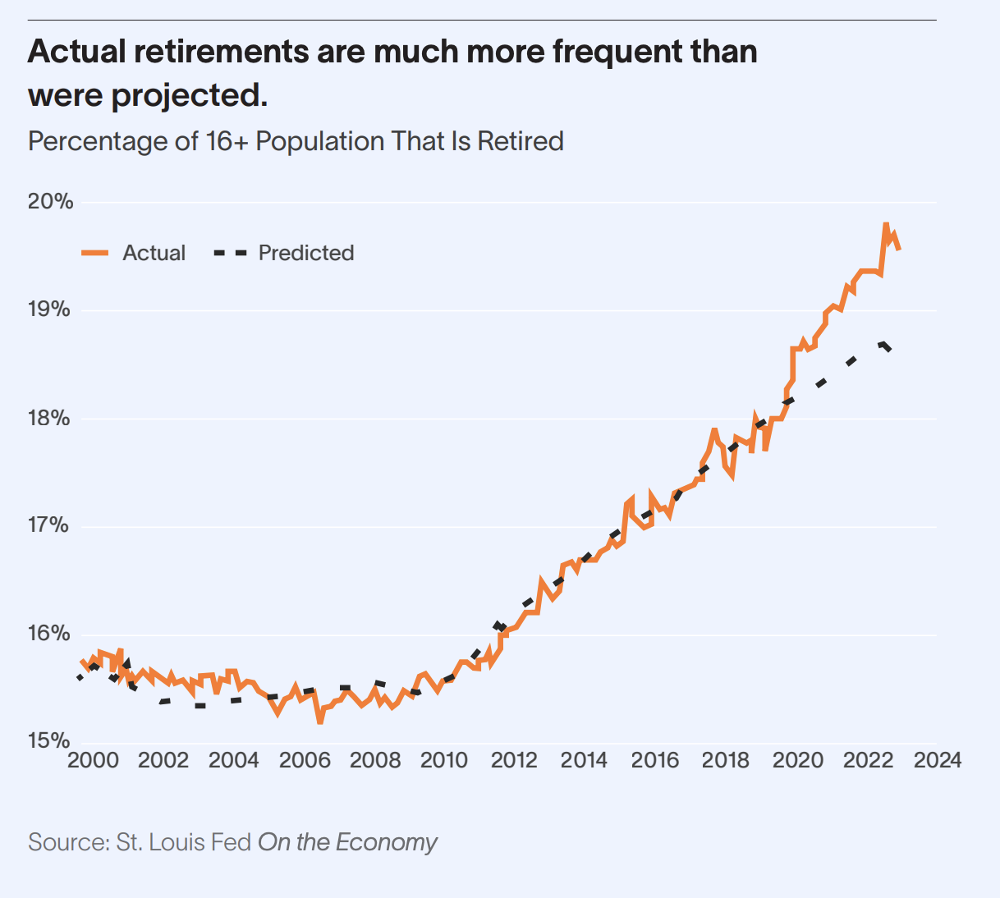 Actual retirements are much more frequent than
were projected.
Percentage of 16+ Population That Is Retired
20%
Actual Predicted
19%
18%
17%
16%
15%
2000 2002 2004 2006 2008 2010 2012 2014 2016 2018 2020 2022 2024
Source: St. Louis Fed On the Economy